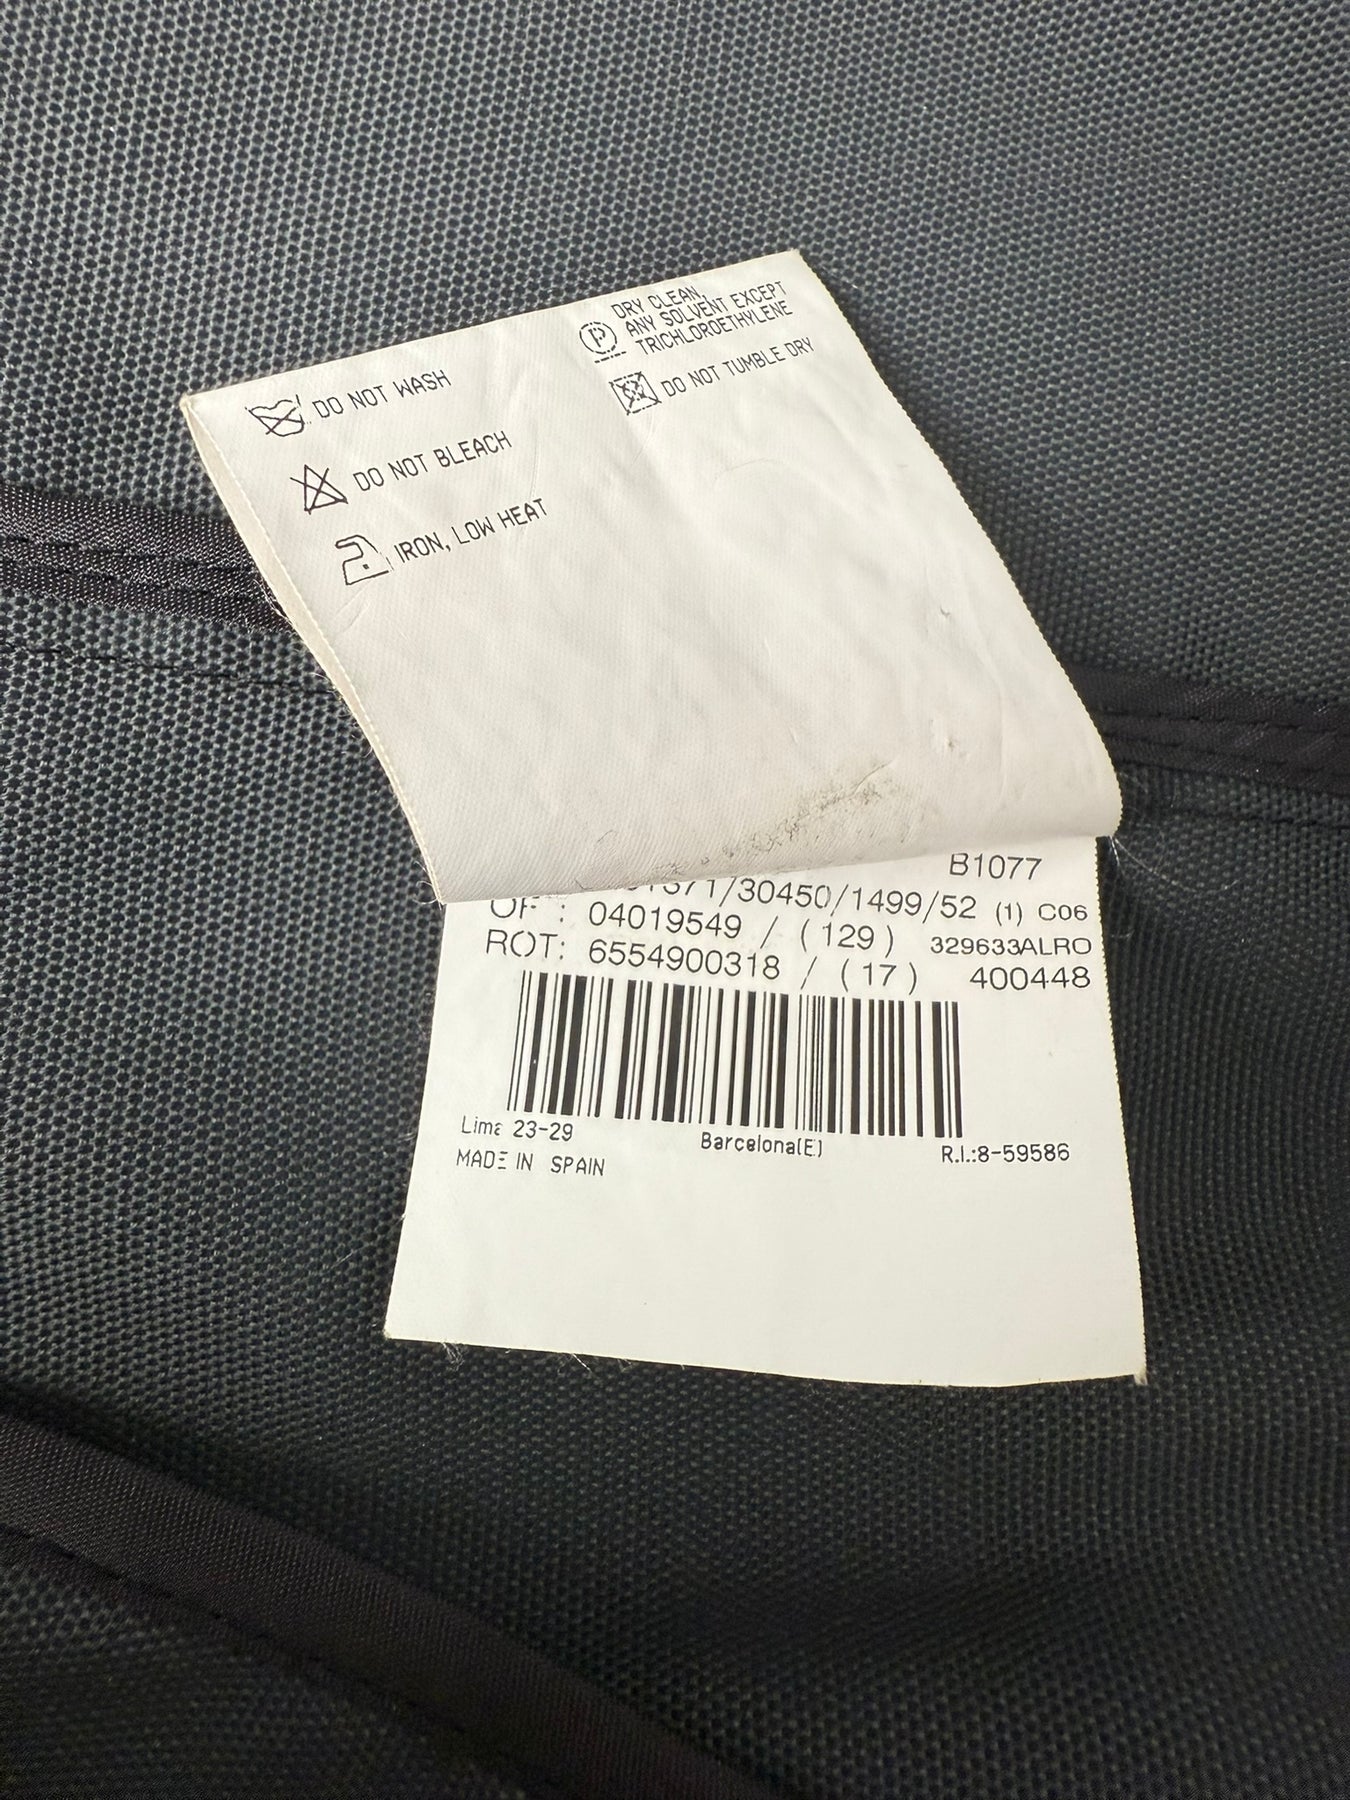 DO NOT WASH
DO NOT BLEACH
IRON, LOW HEAT
P
DRY CLEAN,
ANY SOLVENT EXCEPT
TRICHLOROETHYLENE
DO NOT TUMBLE DRY
B1077
/30450/1499/52 (1) C06
OF : 04019549 / (129) 329633ALRO
ROT: 6554900318 / (17) 400448
Lima 23-29 Barcelona(E) R.I.:8-59586
MADE IN SPAIN